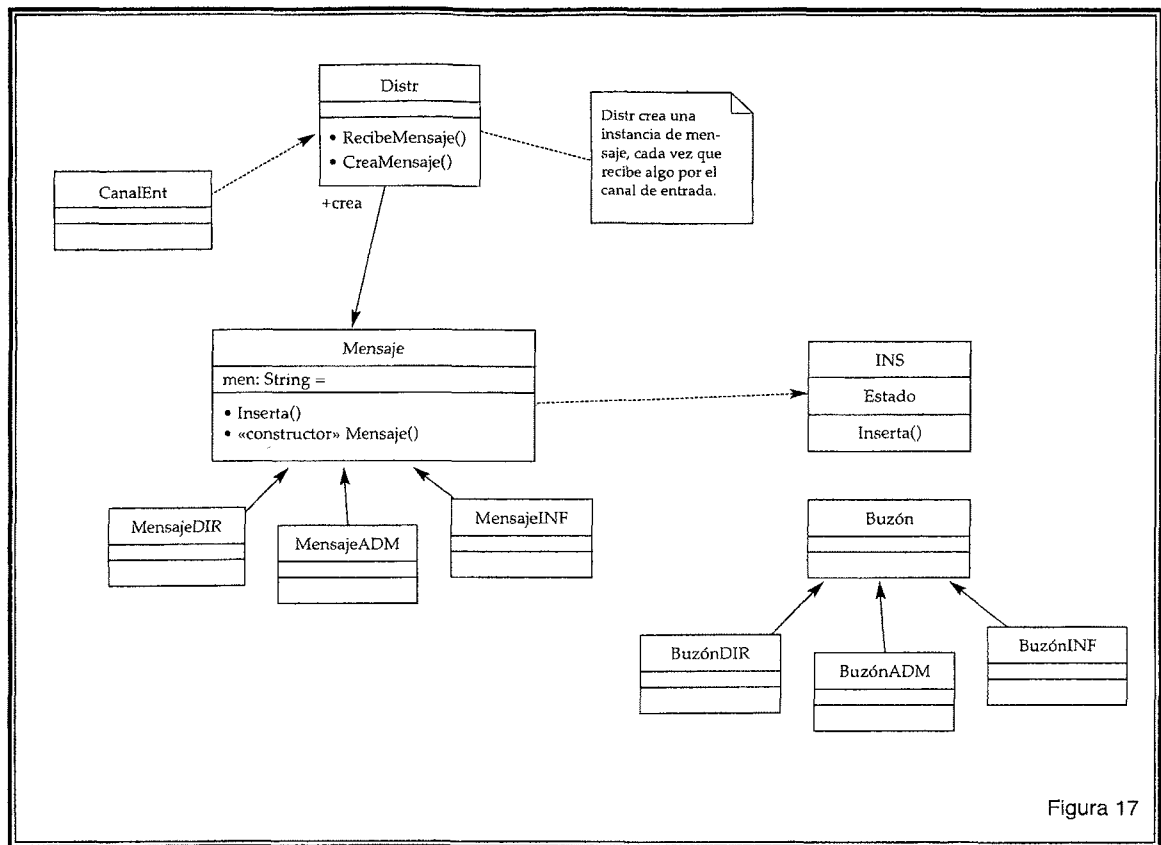 Distr
• RecibeMensaje()
• CreaMensaje()
Distr crea una
instancia de men-
saje, cada vez que
recibe algo por el
canal de entrada.
CanalEnt
+crea
Mensaje
men: String =
• Inserta()
• «constructor» Mensaje()
INS
Estado
Inserta()
MensajeDIR
MensajeADM
MensajeINF
Buzón
BuzónDIR
BuzónADM
BuzónINF
Figura 17